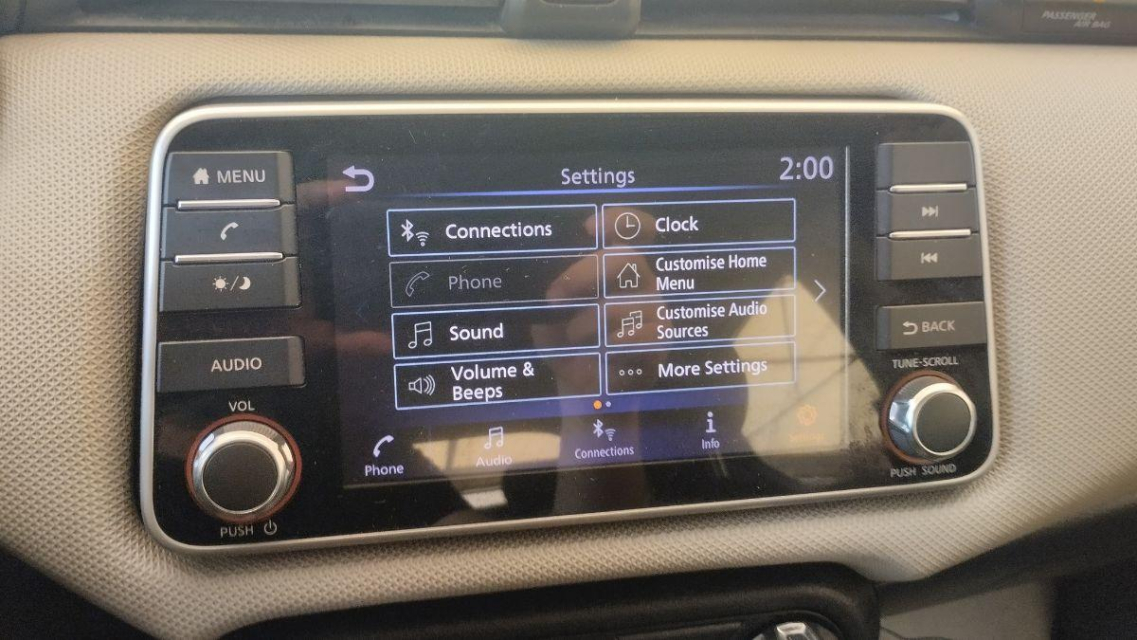 PASSENGER
AIR BAG
MENU
AUDIO
VOL
PUSH
Settings
2:00
Connections
Clock
Phone
Customise Home
Menu
Sound
Customise Audio
Sources
Volume &
Beeps
More Settings
Phone
Audio
Connections
Info
BACK
TUNE-SCROLL
PUSH SOUND